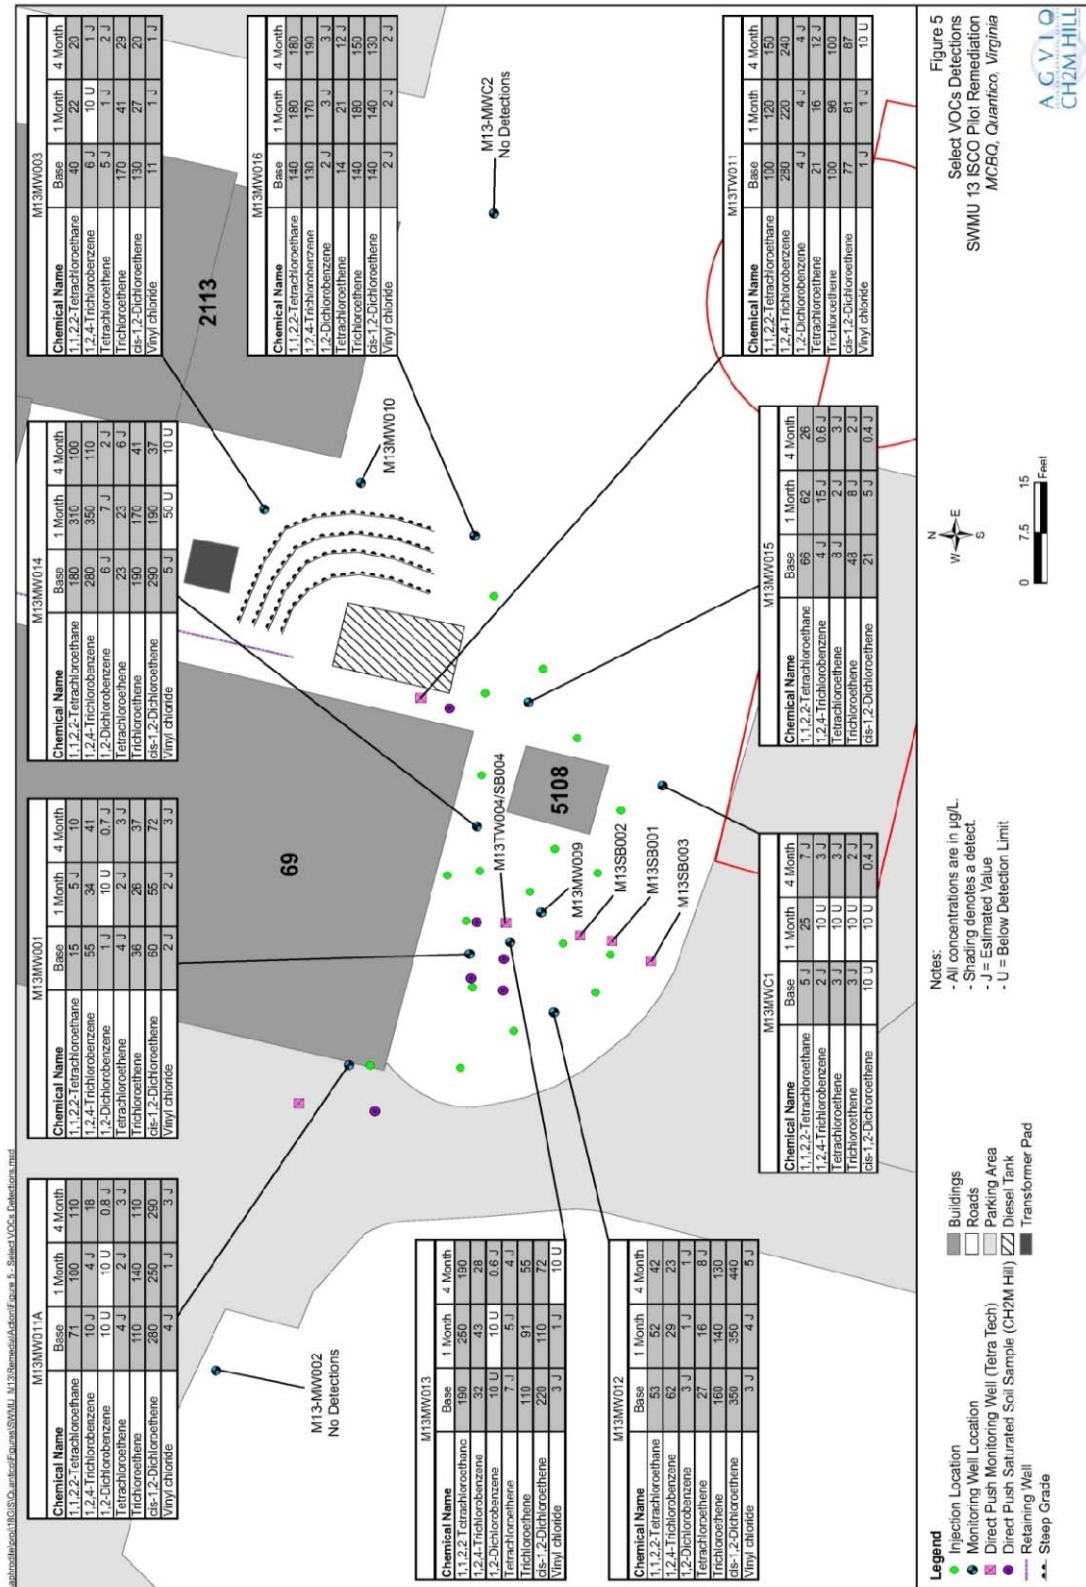 M13MW011A
Chemical Name Base 1 Month 4 Month
1,1,2,2-Tetrachloroethane 71 100 110
1,2,4-Trichlorobenzene 10 J 4 J 18
1,2-Dichlorobenzene 10 U 10 U 0.8 J
Tetrachloroethene 4 J 2 J 3 J
Trichloroethene 110 140 110
cis-1,2-Dichloroethene 280 250 290
Vinyl chloride 4 J 1 J 3 J
M13MW001
Chemical Name Base 1 Month 4 Month
1,1,2,2-Tetrachloroethane 15 5 J 10
1,2,4-Trichlorobenzene 55 34 41
1,2-Dichlorobenzene 1 J 10 U 0.7 J
Tetrachloroethene 4 J 2 J 3 J
Trichloroethene 36 26 37
cis-1,2-Dichloroethene 60 55 72
Vinyl chloride 2 J 2 J 3 J
M13MW014
Chemical Name Base 1 Month 4 Month
1,1,2,2-Tetrachloroethane 180 310 100
1,2,4-Trichlorobenzene 280 350 110
1,2-Dichlorobenzene 6 J 7 J 2 J
Tetrachloroethene 23 23 6 J
Trichloroethene 190 170 41
cis-1,2-Dichloroethene 290 190 37
Vinyl chloride 5 J 50 U 10 U
M13MW003
Chemical Name Base 1 Month 4 Month
1,1,2,2-Tetrachloroethane 40 22 20
1,2,4-Trichlorobenzene 6 J 10 U 1 J
Tetrachloroethene 5 J 1 J 2 J
Trichloroethene 170 41 29
cis-1,2-Dichloroethene 130 27 20
Vinyl chloride 11 1 J 1 J
M13MW016
Chemical Name Base 1 Month 4 Month
1,1,2,2-Tetrachloroethane 140 180 180
1,2,4-Trichlorobenzene 130 170 190
1,2-Dichlorobenzene 2 J 3 J 3 J
Tetrachloroethene 14 21 12 J
Trichloroethene 140 180 150
cis-1,2-Dichloroethene 140 140 130
Vinyl chloride 2 J 2 J 2 J
2113
69
5108
M13-MW002
No Detections
M13MW010
M13-MWC2
No Detections
M13TW004/SB004
M13MW009
M13SB002
M13SB001
M13SB003
M13MW013
Chemical Name Base 1 Month 4 Month
1,1,2,2 Tetrachloroethane 190 250 190
1,2,4-Trichlorobenzene 32 43 28
1,2-Dichlorobenzene 10 U 10 U 0.6 J
Tetrachloroethene 7 J 5 J 4 J
Trichloroethene 110 91 55
cis-1,2-Dichloroethene 220 110 72
Vinyl chloride 3 J 1 J 10 U
M13MW012
Chemical Name Base 1 Month 4 Month
1,1,2,2-Tetrachloroethane 53 52 42
1,2,4-Trichlorobenzene 62 29 23
1,2-Dichlorobenzene 3 J 1 J 1 J
Tetrachloroethene 27 16 8 J
Trichloroethene 160 140 130
cis-1,2-Dichloroethene 350 350 440
Vinyl chloride 3 J 4 J 5 J
M13MWC1
Chemical Name Base 1 Month 4 Month
1,1,2,2-Tetrachloroethane 5 J 25 7 J
1,2,4-Trichlorobenzene 2 J 10 U 3 J
Tetrachloroethene 3 J 10 U 3 J
Trichloroethene 3 J 10 U 2 J
cis-1,2-Dichloroethene 10 U 10 U 0.4 J
M13MW015
Chemical Name Base 1 Month 4 Month
1,1,2,2-Tetrachloroethane 66 62 26
1,2,4-Trichlorobenzene 4 J 15 J 0.6 J
Tetrachloroethene 8 J 2 J 3 J
Trichloroethene 48 8 J 2 J
cis-1,2-Dichloroethene 21 5 J 0.4 J
M13TW011
Chemical Name Base 1 Month 4 Month
1,1,2,2-Tetrachloroethane 100 120 150
1,2,4-Trichlorobenzene 280 220 240
1,2-Dichlorobenzene 4 J 4 J 4 J
Tetrachloroethene 21 16 12 J
Trichloroethene 100 96 100
cis-1,2-Dichloroethene 77 81 87
Vinyl chloride 1 J 1 J 10 U
Legend
Injection Location
Monitoring Well Location
Direct Push Monitoring Well (Tetra Tech)
Direct Push Saturated Soil Sample (CH2M Hill)
Retaining Wall
Steep Grade
Buildings
Roads
Parking Area
Diesel Tank
Transformer Pad
Notes:
- All concentrations are in µg/L.
- Shading denotes a detect.
- J = Estimated Value
- U = Below Detection Limit
N
W E
S
0 7.5 15
Feet
Figure 5
Select VOCs Detections
SWMU 13 ISCO Pilot Remediation
MCBQ, Quantico, Virginia
AGVIQ
CH2MHILL